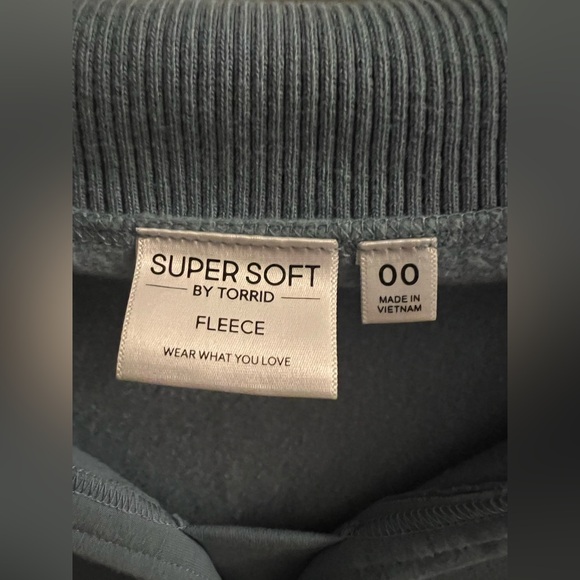 SUPER SOFT
BY TORRID
FLEECE
WEAR WHAT YOU LOVE
00
MADE IN
VIETNAM